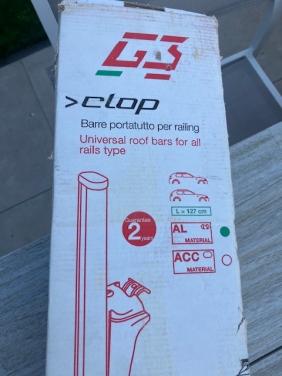 G3
>clop
Barre portatutto per railing
Universal roof bars for all
rails type
L = 127 cm
Guarantee
2
years
AL
MATERIAL
ACC
MATERIAL